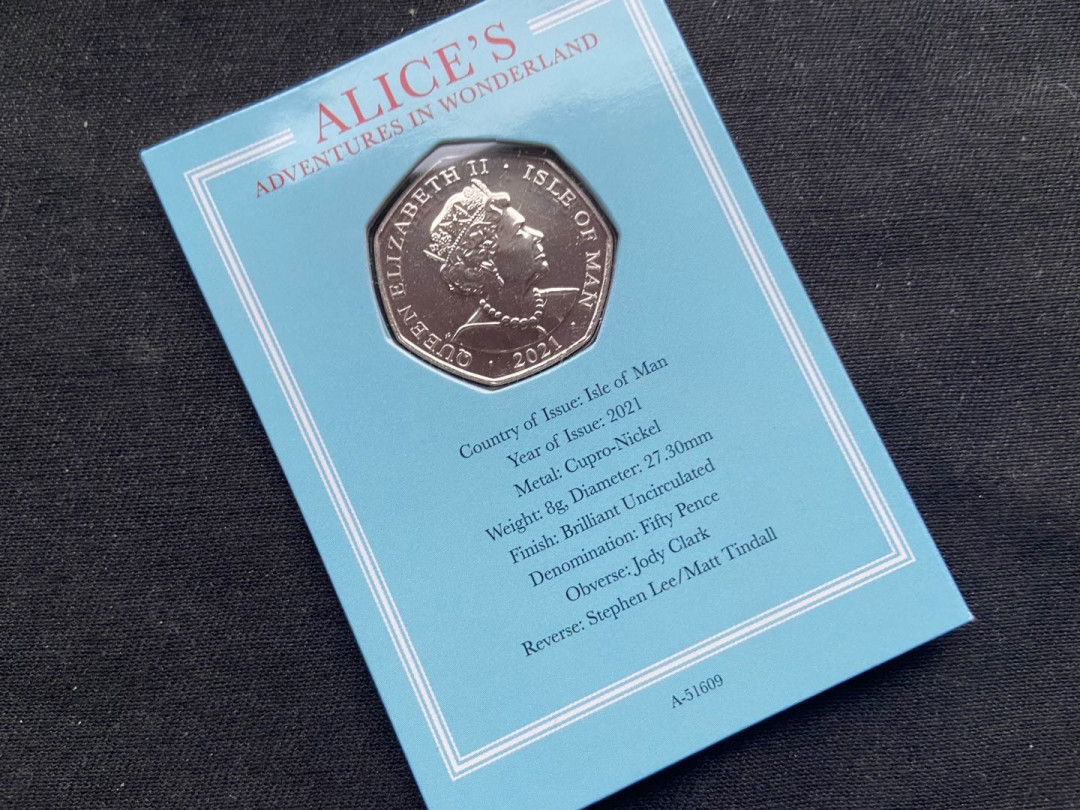 ALICE'S
ADVENTURES IN WONDERLAND
QUEEN ELIZABETH II · ISLE OF MAN
· 2021 ·
Country of Issue: Isle of Man
Year of Issue: 2021
Metal: Cupro-Nickel
Weight: 8g, Diameter: 27.30mm
Finish: Brilliant Uncirculated
Denomination: Fifty Pence
Obverse: Jody Clark
Reverse: Stephen Lee/Matt Tindall
A-51609